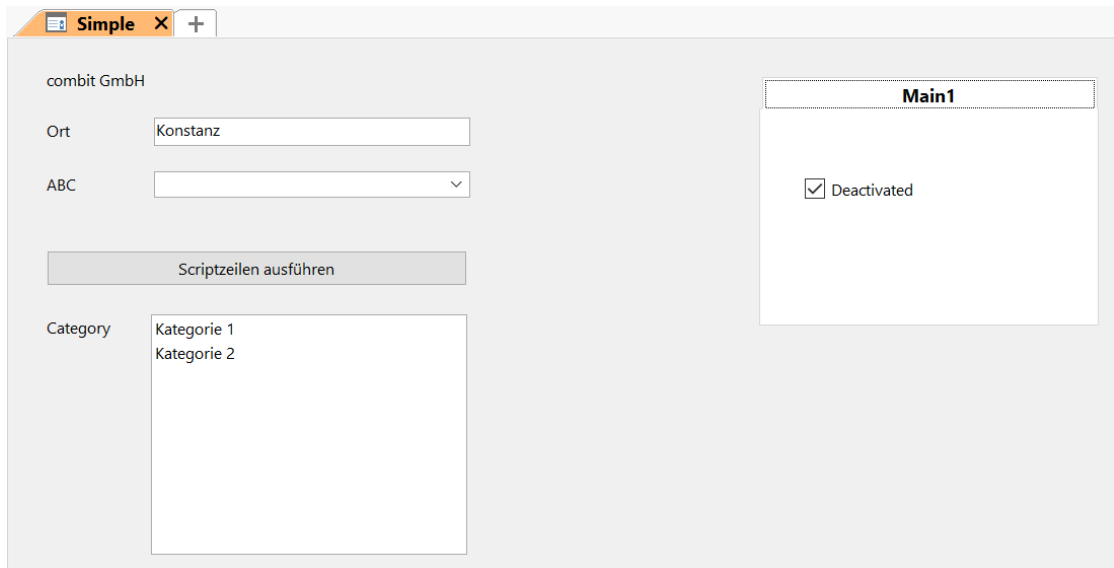 Simple
combit GmbH
Main1
Ort Konstanz
ABC
Deactivated
Scriptzeilen ausführen
Category Kategorie 1
Kategorie 2